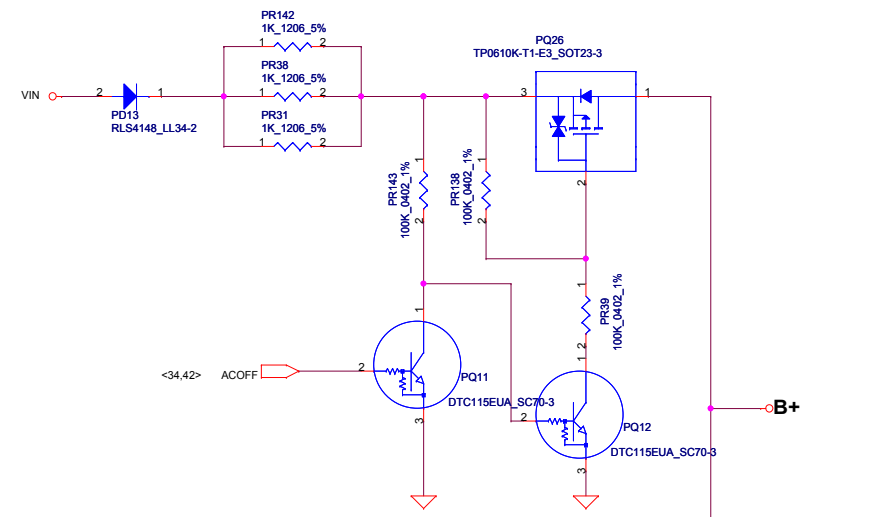 PR142
1K_1206_5%
1
2
PR38
1K_1206_5%
1
2
PR31
1K_1206_5%
1
2
VIN
2
1
PD13
RLS4148_LL34-2
PQ26
TP0610K-T1-E3_SOT23-3
3
1
2
PR143
100K_0402_1%
1
2
PR138
100K_0402_1%
1
2
PR39
100K_0402_1%
1
2
<34,42>
ACOFF
2
1
3
PQ11
DTC115EUA_SC70-3
2
1
3
PQ12
DTC115EUA_SC70-3
B+